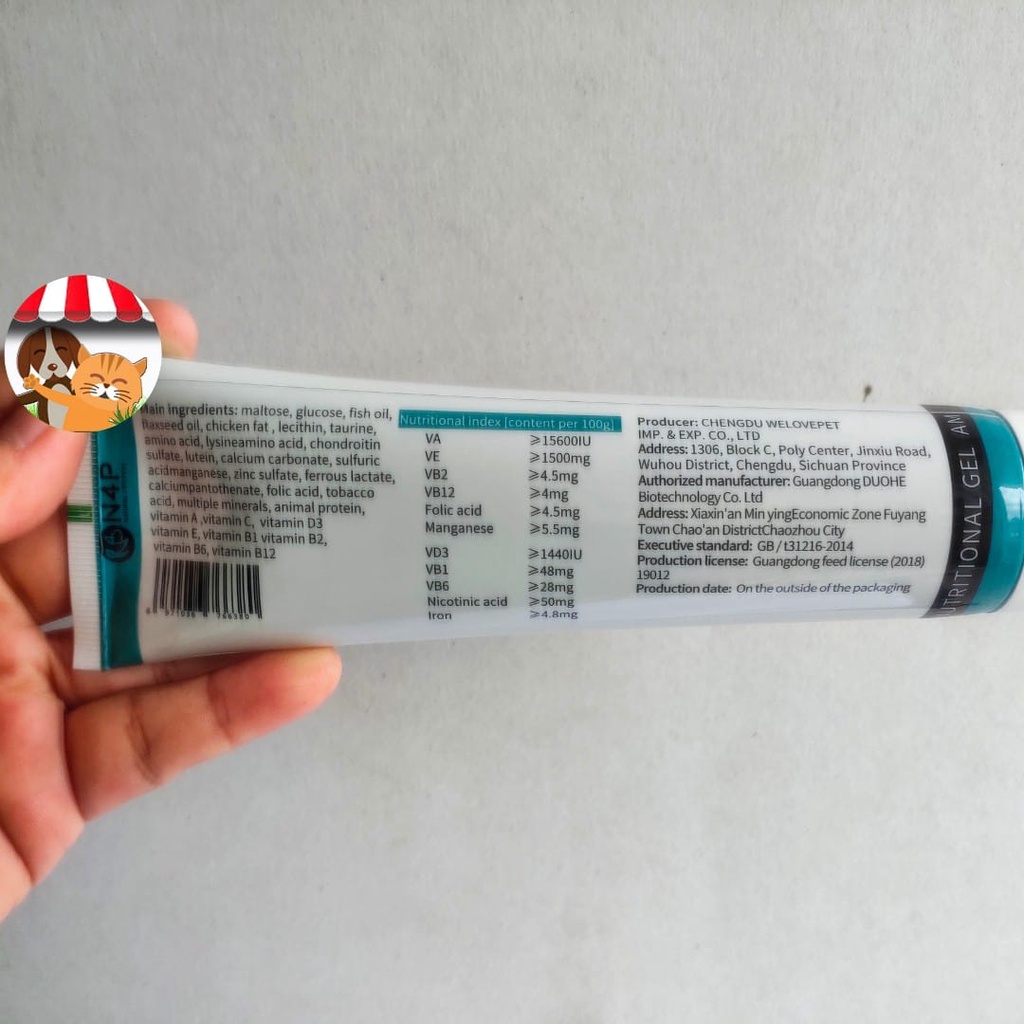 Main ingredients: maltose, glucose, fish oil,
flaxseed oil, chicken fat , lecithin, taurine,
amino acid, lysineamino acid, chondroitin
sulfate, lutein, calcium carbonate, sulfuric
acidmanganese, zinc sulfate, ferrous lactate,
calciumpantothenate, folic acid, tobacco
acid, multiple minerals, animal protein,
vitamin A ,vitamin C, vitamin D3
vitamin E, vitamin B1 vitamin B2,
vitamin B6, vitamin B12
N4P
Nutritional index [content per 100g]
VA ⩾15600IU
VE ⩾1500mg
VB2 ⩾4.5mg
VB12 ⩾4mg
Folic acid ⩾4.5mg
Manganese ⩾5.5mg
VD3 ⩾1440IU
VB1 ⩾48mg
VB6 ⩾28mg
Nicotinic acid ⩾50mg
Iron ⩾4.8mg
Producer: CHENGDU WELOVEPET
IMP. & EXP. CO., LTD
Address: 1306, Block C, Poly Center, Jinxiu Road,
Wuhou District, Chengdu, Sichuan Province
Authorized manufacturer: Guangdong DUOHE
Biotechnology Co. Ltd
Address: Xiaxin'an Min yingEconomic Zone Fuyang
Town Chao'an DistrictChaozhou City
Executive standard: GB / t31216-2014
Production license: Guangdong feed license (2018)
19012
Production date: On the outside of the packaging
UTRITIONAL GEL AM